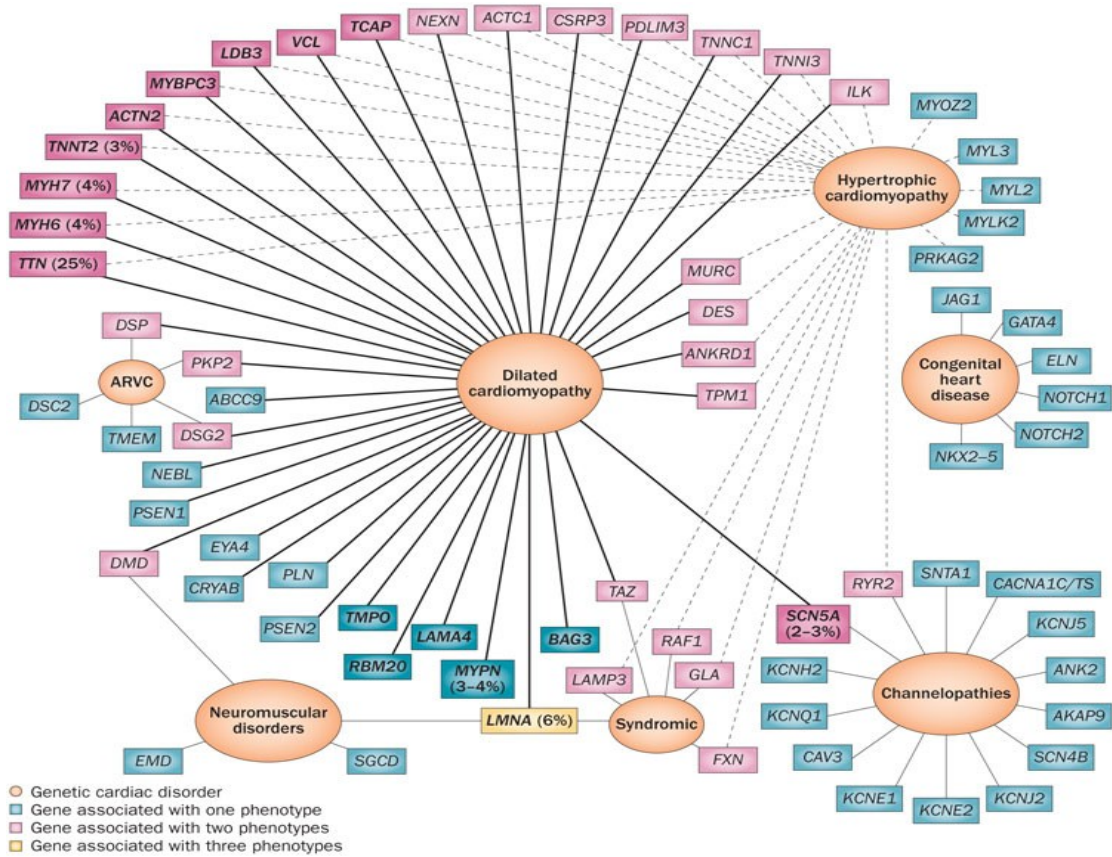 TCAP
NEXN
ACTC1
CSRP3
PDLIM3
TNNC1
TNNI3
ILK
VCL
LDB3
MYBPC3
ACTN2
TNNT2 (3%)
MYH7 (4%)
MYH6 (4%)
TTN (25%)
MYOZ2
MYL3
MYL2
MYLK2
PRKAG2
Hypertrophic
cardiomyopathy
MURC
DES
ANKRD1
TPM1
Dilated
cardiomyopathy
JAG1
GATA4
ELN
NOTCH1
NOTCH2
NKX2–5
Congenital
heart
disease
DSP
PKP2
ARVC
DSC2
TMEM
DSG2
ABCC9
NEBL
PSEN1
DMD
EYA4
CRYAB
PLN
PSEN2
TMPO
RBM20
LAMA4
MYPN
(3–4%)
BAG3
TAZ
RAF1
LAMP3
GLA
FXN
Syndromic
LMNA (6%)
Neuromuscular
disorders
EMD
SGCD
SCN5A
(2–3%)
RYR2
SNTA1
CACNA1C/TS
KCNJ5
ANK2
AKAP9
SCN4B
KCNJ2
KCNE2
KCNE1
CAV3
KCNQ1
KCNH2
Channelopathies
Genetic cardiac disorder
Gene associated with one phenotype
Gene associated with two phenotypes
Gene associated with three phenotypes